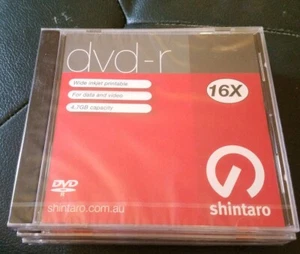 dvd-r
Wide inkjet printable
For data and video
4.7GB capacity
16X
DVD
R
shintaro.com.au
shintaro